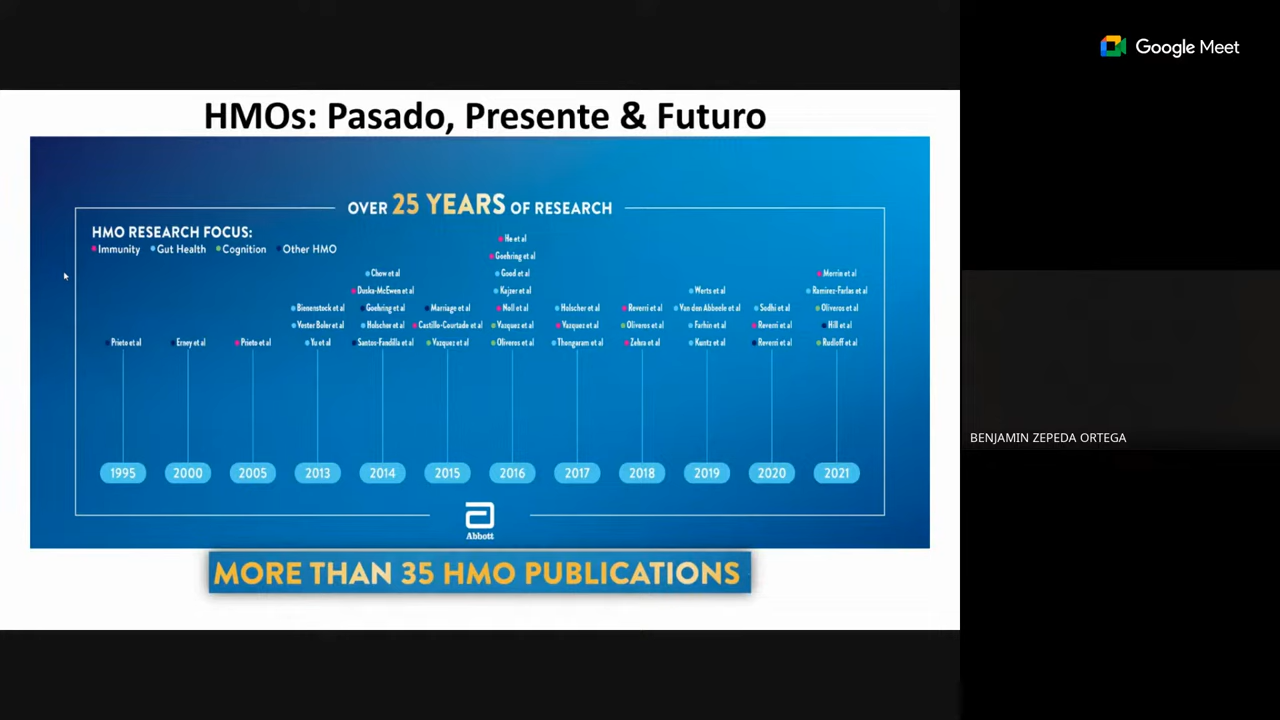 Google Meet
HMOs: Pasado, Presente & Futuro
OVER 25 YEARS OF RESEARCH
HMO RESEARCH FOCUS:
Immunity Gut Health Cognition Other HMO
Prieto et al
Erney et al
Prieto et al
Bienenstock et al
Vester Boler et al
Yu et al
Chow et al
Duska-McEwen et al
Goehring et al
Holscher et al
Santos-Fandilla et al
Marriage et al
Castillo-Courtade et al
Vazquez et al
He et al
Goehring et al
Good et al
Kajzer et al
Noll et al
Vazquez et al
Oliveros et al
Holscher et al
Vazquez et al
Thongaram et al
Reverri et al
Oliveros et al
Zehra et al
Werts et al
Van den Abbeele et al
Farhin et al
Kuntz et al
Sodhi et al
Reverri et al
Reverri et al
Morrin et al
Ramirez-Farias et al
Oliveros et al
Hill et al
Rudloff et al
1995 2000 2005 2013 2014 2015 2016 2017 2018 2019 2020 2021
Abbott
MORE THAN 35 HMO PUBLICATIONS
BENJAMIN ZEPEDA ORTEGA